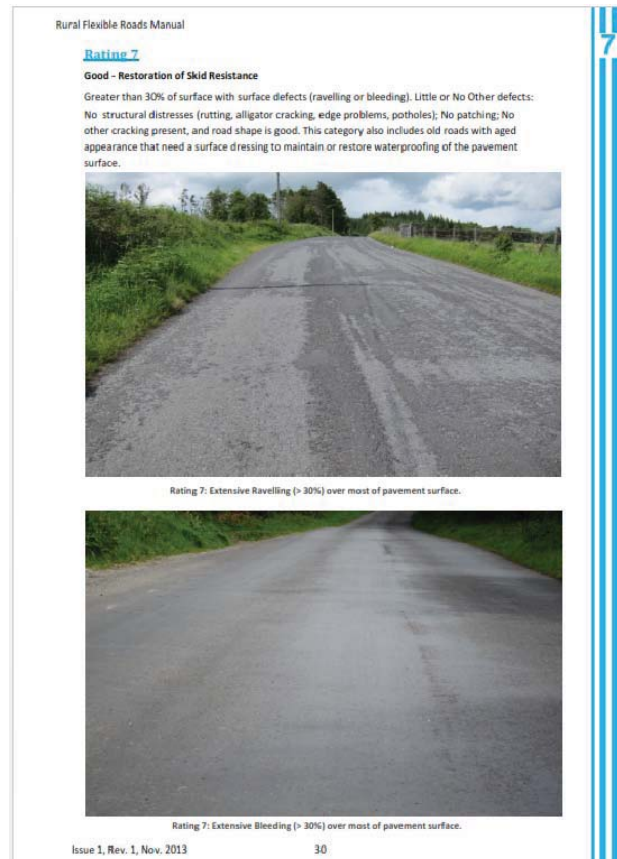 Rural Flexible Roads Manual
7
Rating 7
Good – Restoration of Skid Resistance
Greater than 30% of surface with surface defects (ravelling or bleeding). Little or No Other defects:
No structural distresses (rutting, alligator cracking, edge problems, potholes); No patching; No
other cracking present, and road shape is good. This category also includes old roads with aged
appearance that need a surface dressing to maintain or restore waterproofing of the pavement
surface.
Rating 7: Extensive Ravelling (> 30%) over most of pavement surface.
Rating 7: Extensive Bleeding (> 30%) over most of pavement surface.
Issue 1, Rev. 1, Nov. 2013 30